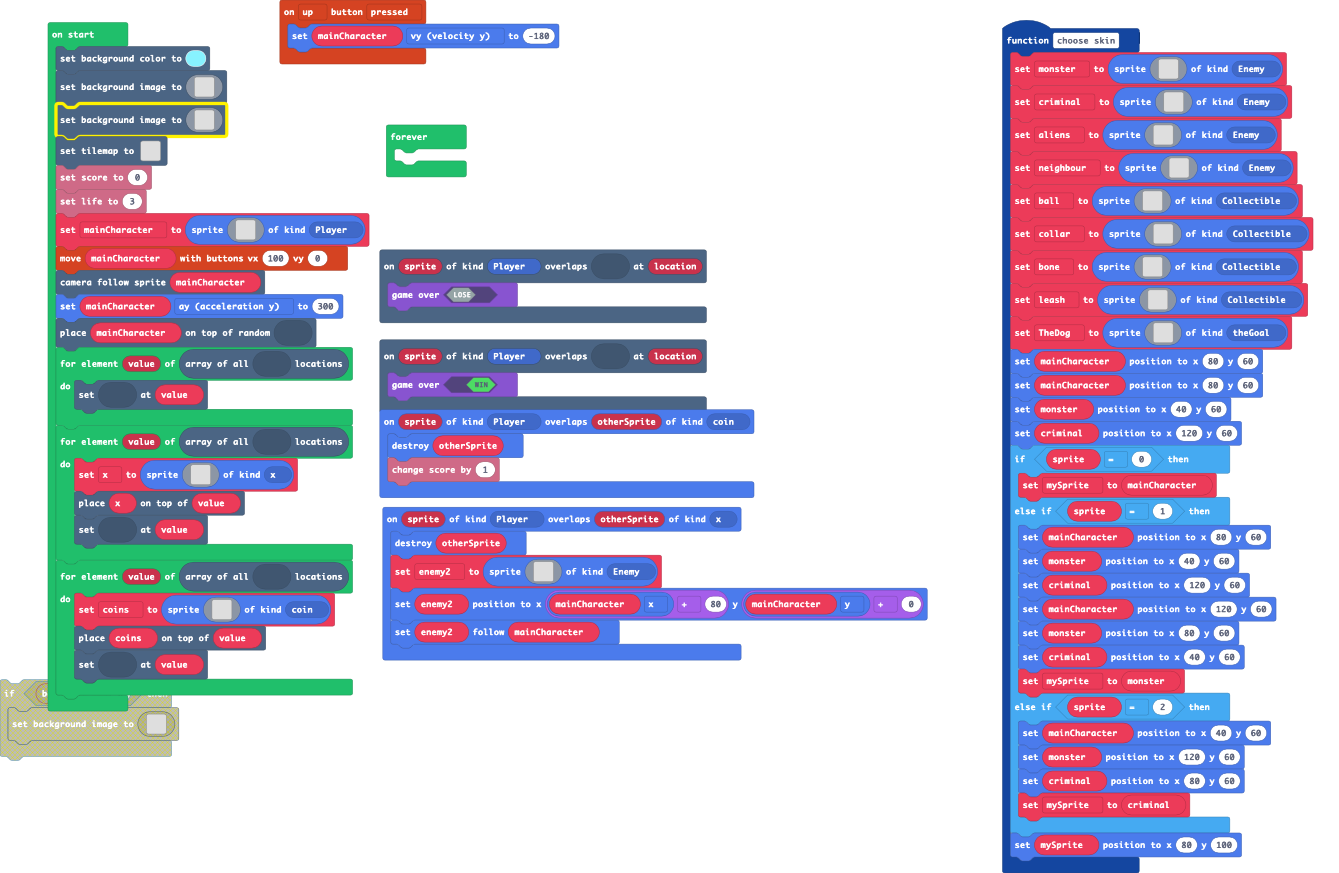 on start
set background color to
set background image to
set background image to
set tilemap to
set score to 0
set life to 3
set mainCharacter to sprite of kind Player
move mainCharacter with buttons vx 100 vy 0
camera follow sprite mainCharacter
set mainCharacter ay (acceleration y) to 300
place mainCharacter on top of random
for element value of array of all locations
do
set at value
for element value of array of all locations
do
set x to sprite of kind x
place x on top of value
set at value
for element value of array of all locations
do
set coins to sprite of kind coin
place coins on top of value
set at value
if
set background image to
on up button pressed
set mainCharacter vy (velocity y) to -180
forever
on sprite of kind Player overlaps at location
game over LOSE
on sprite of kind Player overlaps at location
game over WIN
on sprite of kind Player overlaps otherSprite of kind coin
destroy otherSprite
change score by 1
on sprite of kind Player overlaps otherSprite of kind x
destroy otherSprite
set enemy2 to sprite of kind Enemy
set enemy2 position to x mainCharacter x + 80 y mainCharacter y + 0
set enemy2 follow mainCharacter
function choose skin
set monster to sprite of kind Enemy
set criminal to sprite of kind Enemy
set aliens to sprite of kind Enemy
set neighbour to sprite of kind Enemy
set ball to sprite of kind Collectible
set collar to sprite of kind Collectible
set bone to sprite of kind Collectible
set leash to sprite of kind Collectible
set TheDog to sprite of kind theGoal
set mainCharacter position to x 80 y 60
set mainCharacter position to x 80 y 60
set monster position to x 40 y 60
set criminal position to x 120 y 60
if sprite = 0 then
set mySprite to mainCharacter
else if sprite = 1 then
set mainCharacter position to x 80 y 60
set monster position to x 40 y 60
set criminal position to x 120 y 60
set mainCharacter position to x 120 y 60
set monster position to x 80 y 60
set criminal position to x 40 y 60
set mySprite to monster
else if sprite = 2 then
set mainCharacter position to x 40 y 60
set monster position to x 120 y 60
set criminal position to x 80 y 60
set mySprite to criminal
set mySprite position to x 80 y 100